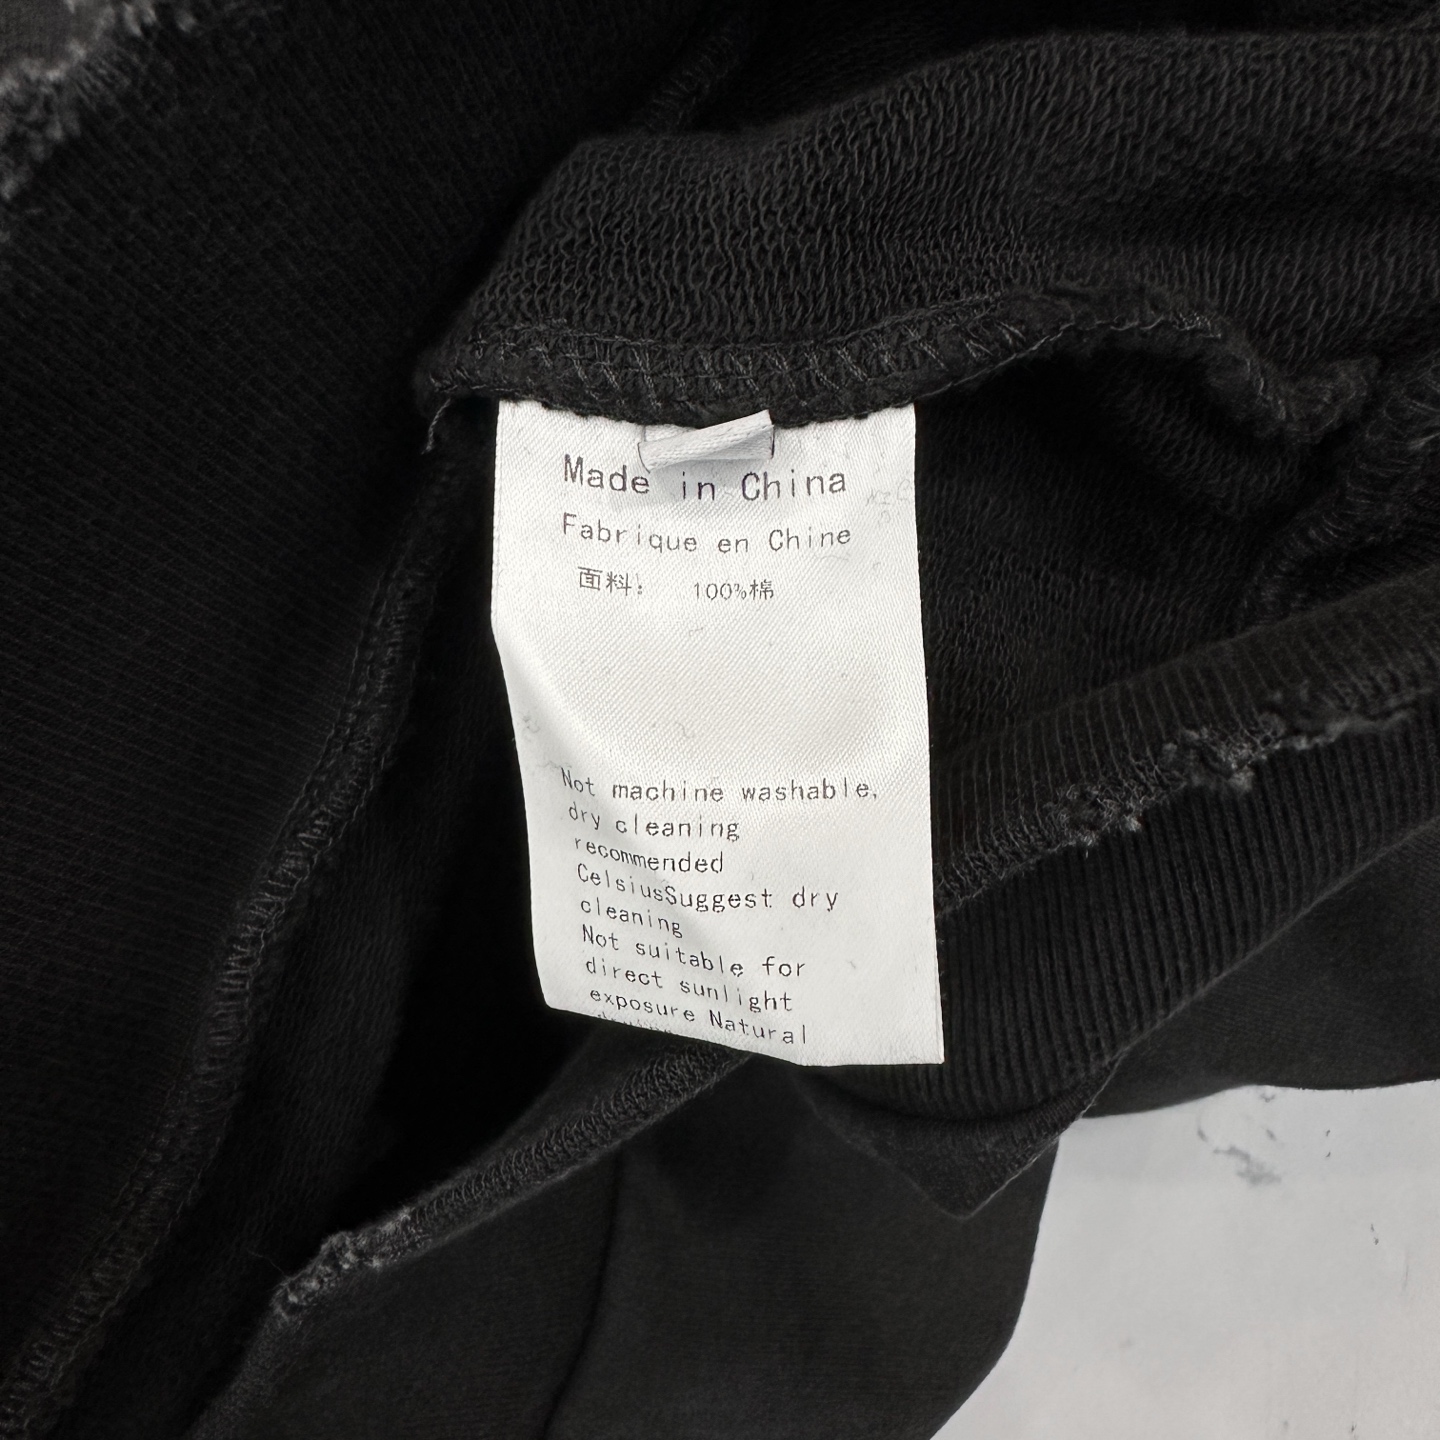 Made in China
Fabrique en Chine
面料: 100%棉
Not machine washable,
dry cleaning
recommended
CelsiusSuggest dry
cleaning
Not suitable for
direct sunlight
exposure Natural